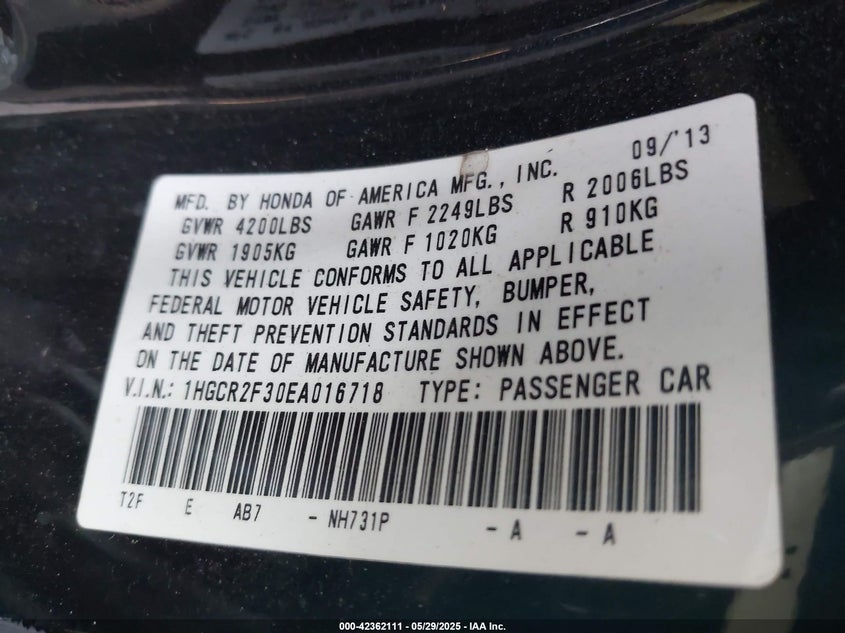 09/'13
MFD. BY HONDA OF AMERICA MFG., INC.
GVWR 4200LBS GAWR F 2249LBS R 2006LBS
GVWR 1905KG GAWR F 1020KG R 910KG
THIS VEHICLE CONFORMS TO ALL APPLICABLE
FEDERAL MOTOR VEHICLE SAFETY, BUMPER,
AND THEFT PREVENTION STANDARDS IN EFFECT
ON THE DATE OF MANUFACTURE SHOWN ABOVE.
V.I.N.: 1HGCR2F30EA016718 TYPE: PASSENGER CAR
T2F E AB7 - NH731P - A - A
000-42362111 - 05/29/2025 - IAA Inc.